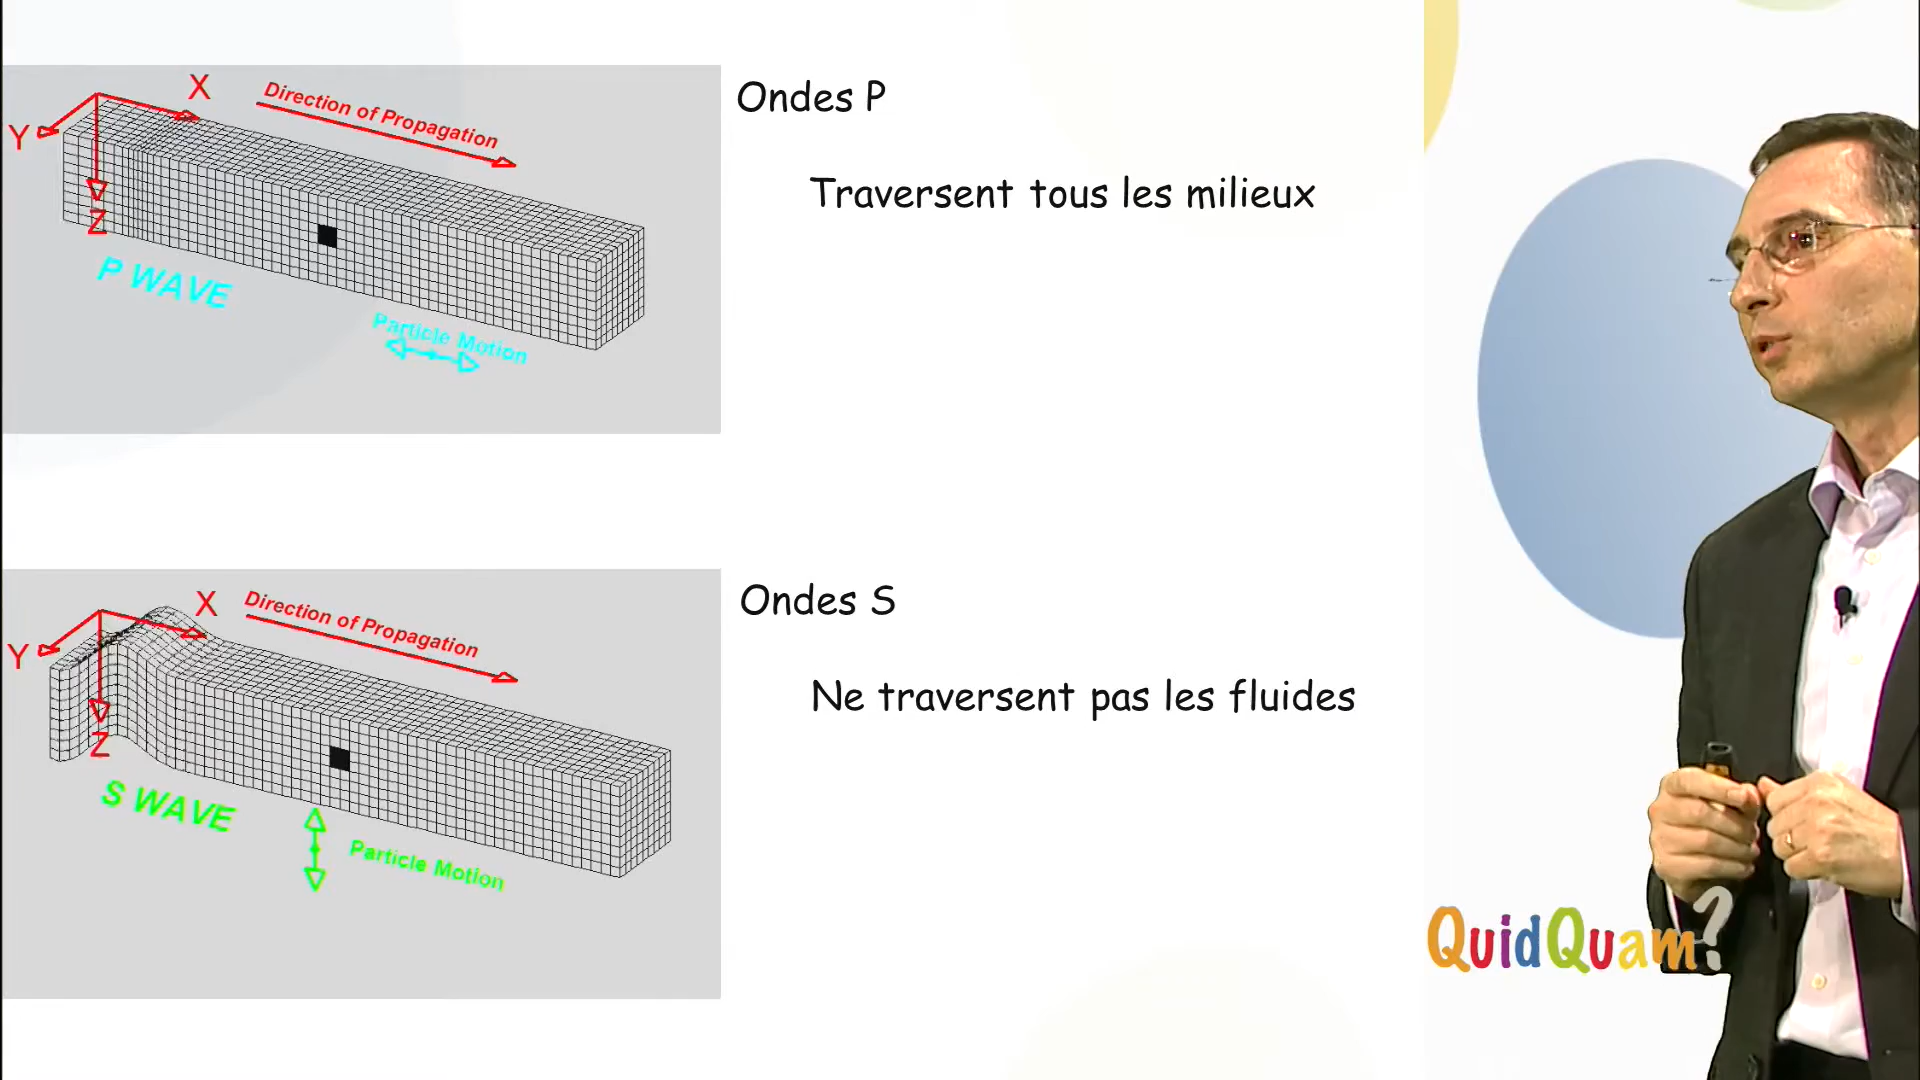 X
Direction of Propagation
Y
Z
P WAVE
Particle Motion
Ondes P
Traversent tous les milieux
X
Direction of Propagation
Y
Z
S WAVE
Particle Motion
Ondes S
Ne traversent pas les fluides
QuidQuam?